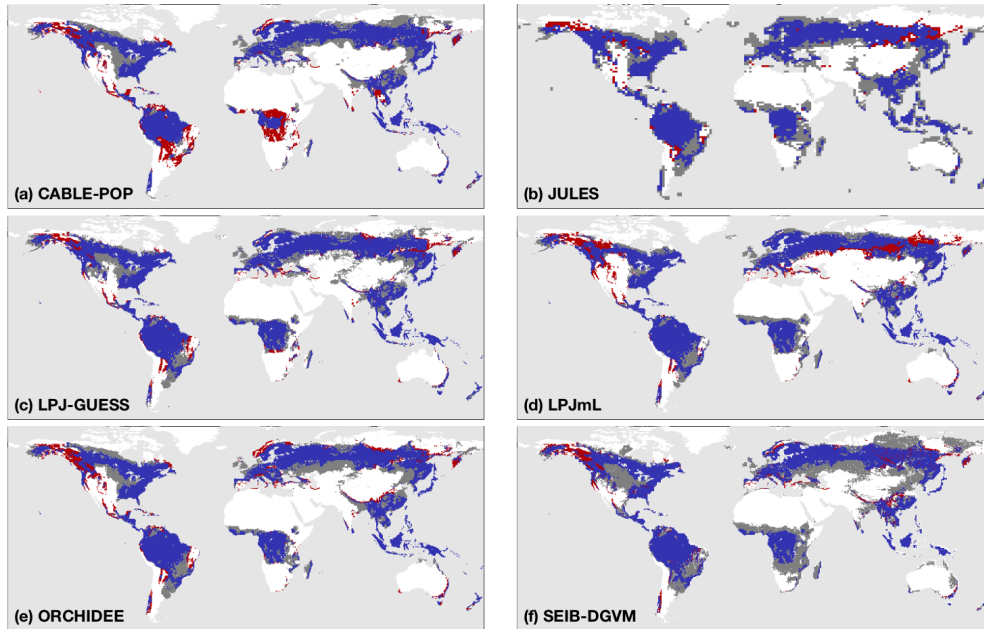 (a) CABLE-POP
(b) JULES
(c) LPJ-GUESS
(d) LPJmL
(e) ORCHIDEE
(f) SEIB-DGVM